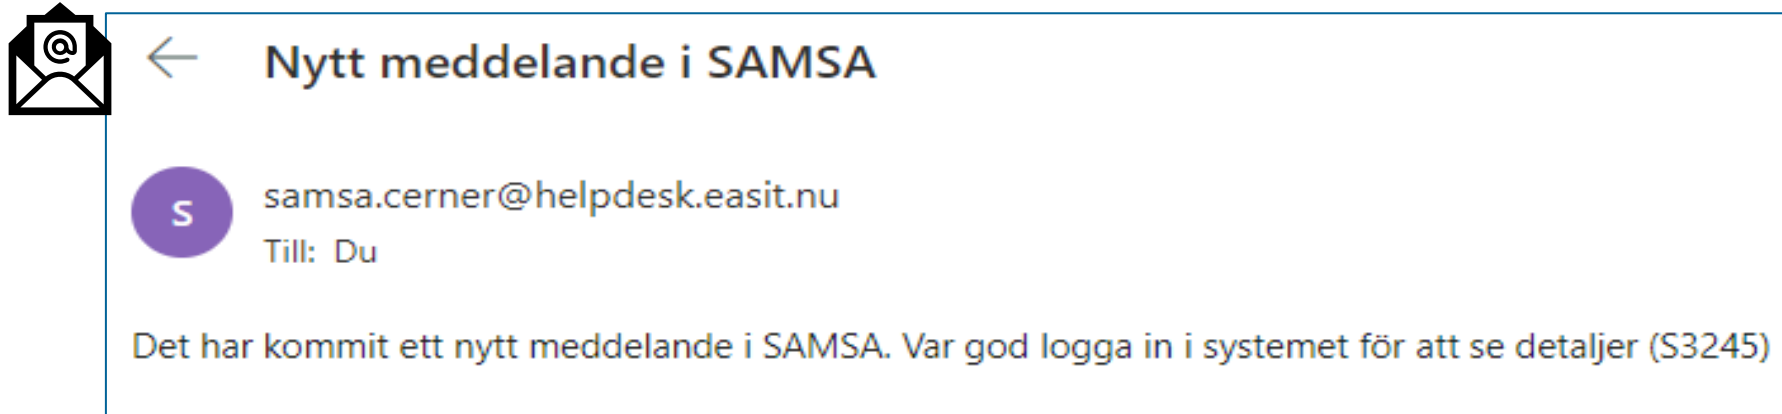 @
Nytt meddelande i SAMSA
S
samsa.cerner@helpdesk.easit.nu
Till: Du
Det har kommit ett nytt meddelande i SAMSA. Var god logga in i systemet för att se detaljer (S3245)